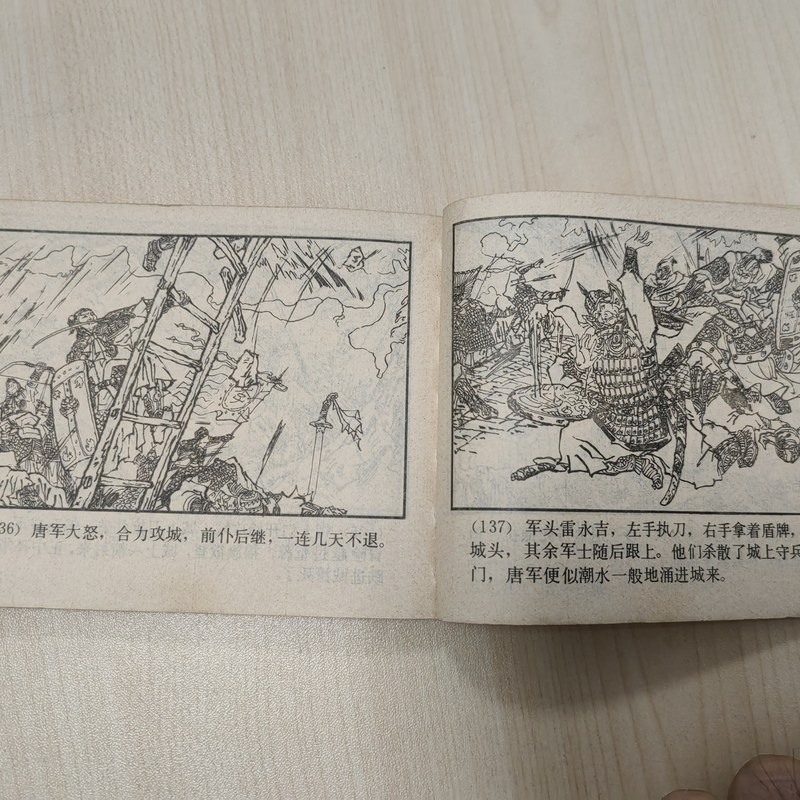 36) 唐军大怒，合力攻城，前仆后继，一连几天不退。
(137) 军头雷永吉，左手执刀，右手拿着盾牌，
城头，其余军士随后跟上。他们杀散了城上守兵
门，唐军便似潮水一般地涌进城来。